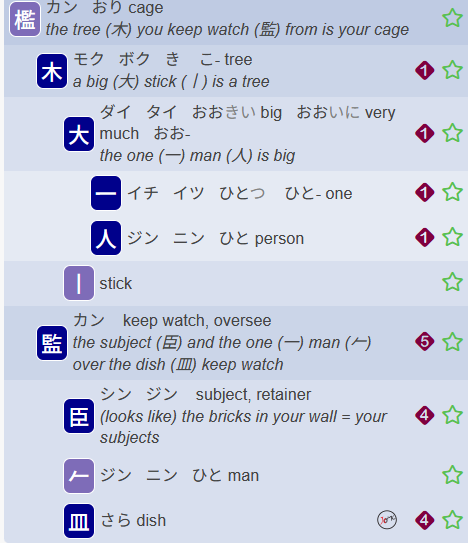 檻 カン おり cage
the tree (木) you keep watch (監) from is your cage
木 モク ボク き こ- tree
a big (大) stick (丨) is a tree
1
大 ダイ タイ おおきい big おおいに very
much おお-
the one (一) man (人) is big
1
一 イチ イツ ひとつ ひと- one
1
人 ジン ニン ひと person
1
丨 stick
監 カン keep watch, oversee
the subject (臣) and the one (一) man (𠂉)
over the dish (皿) keep watch
5
臣 シン ジン subject, retainer
(looks like) the bricks in your wall = your
subjects
4
𠂉 ジン ニン ひと man
皿 さら dish
4